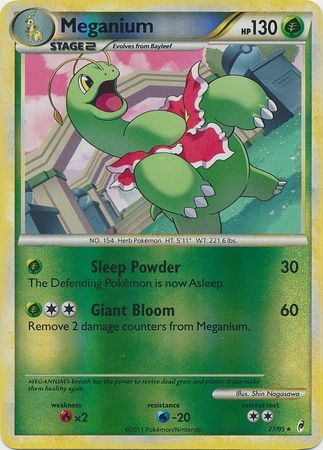 Meganium HP 130
STAGE 2 Evolves from Bayleef
NO. 154 Herb Pokémon HT: 5'11" WT: 221.6 lbs.
Sleep Powder 30
The Defending Pokémon is now Asleep.
Giant Bloom 60
Remove 2 damage counters from Meganium.
MEGANIUM's breath has the power to revive dead grass and plants. It can make them healthy again.
Illus. Shin Nagasawa
weakness resistance retreat cost
×2 -20
©2011 Pokémon/Nintendo 27/95 ★